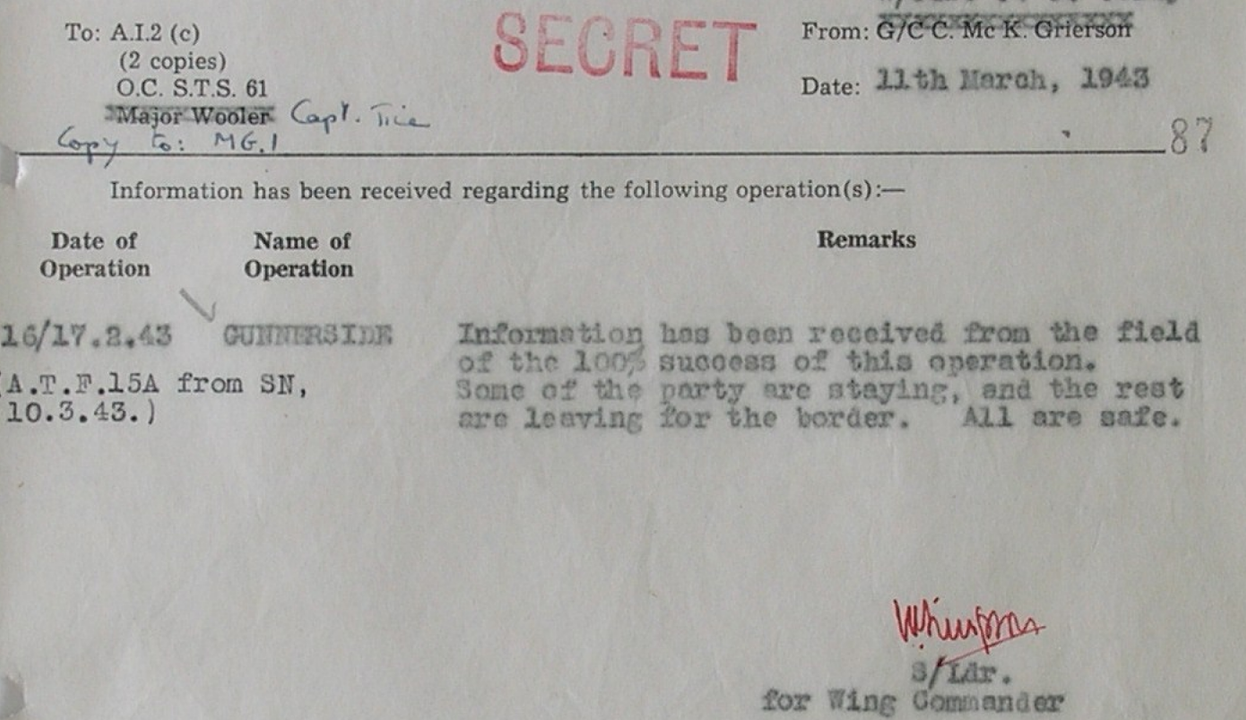 To: A.I.2 (c)
(2 copies)
O.C. S.T.S. 61
Major Wooler Capt. Tice
Copy to: MG.1
SECRET
From: G/C C. Mc K. Grierson
Date: 11th March, 1943
87
Information has been received regarding the following operation(s):—
Date of Operation
Name of Operation
Remarks
16/17.2.43 GUNNERSIDE
(A.T.F.15A from SN,
10.3.43.)
Information has been received from the field
of the 100% success of this operation.
Some of the party are staying, and the rest
are leaving for the border. All are safe.
S/Ldr.
for Wing Commander